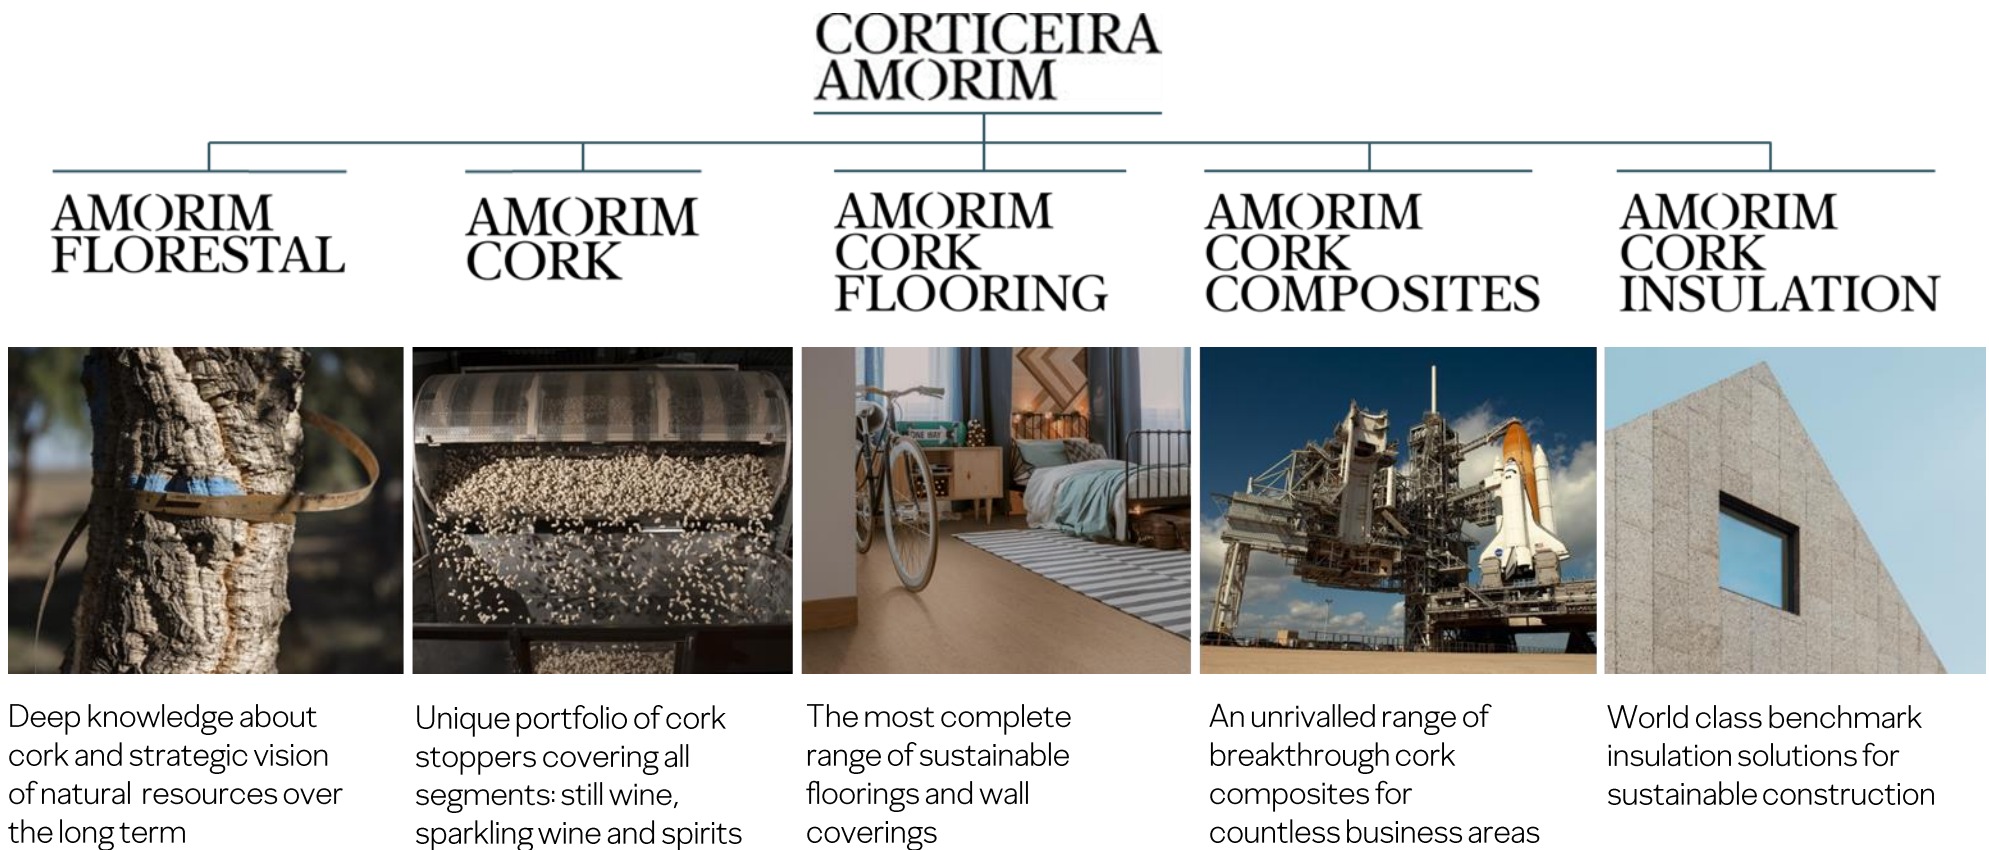 CORTICEIRA
AMORIM
AMORIM
FLORESTAL
AMORIM
CORK
AMORIM
CORK
FLOORING
AMORIM
CORK
COMPOSITES
AMORIM
CORK
INSULATION
ONE WAY
Deep knowledge about
cork and strategic vision
of natural resources over
the long term
Unique portfolio of cork
stoppers covering all
segments: still wine,
sparkling wine and spirits
The most complete
range of sustainable
floorings and wall
coverings
An unrivalled range of
breakthrough cork
composites for
countless business areas
World class benchmark
insulation solutions for
sustainable construction